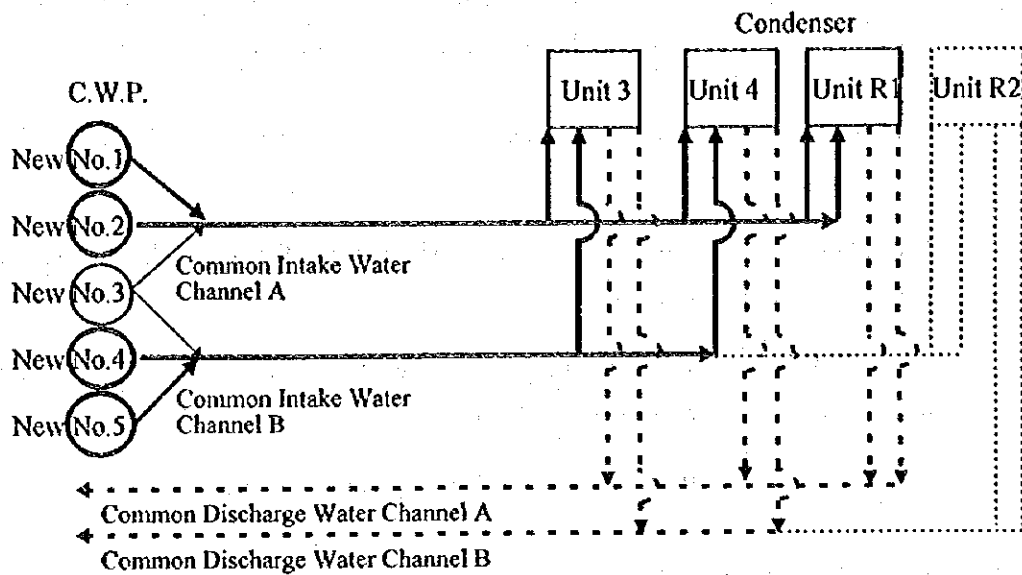 Condenser
Unit 3
Unit 4
Unit R1
Unit R2
C.W.P.
New No.1
New No.2
Common Intake Water
Channel A
New No.3
New No.4
Common Intake Water
Channel B
New No.5
Common Discharge Water Channel A
Common Discharge Water Channel B